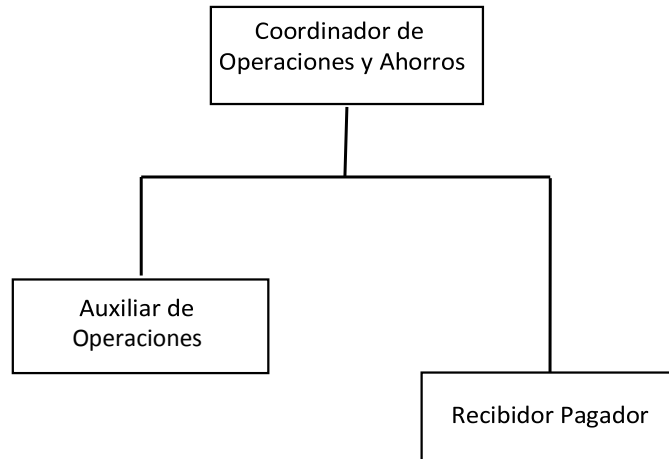 Coordinador de
Operaciones y Ahorros
Auxiliar de
Operaciones
Recibidor Pagador